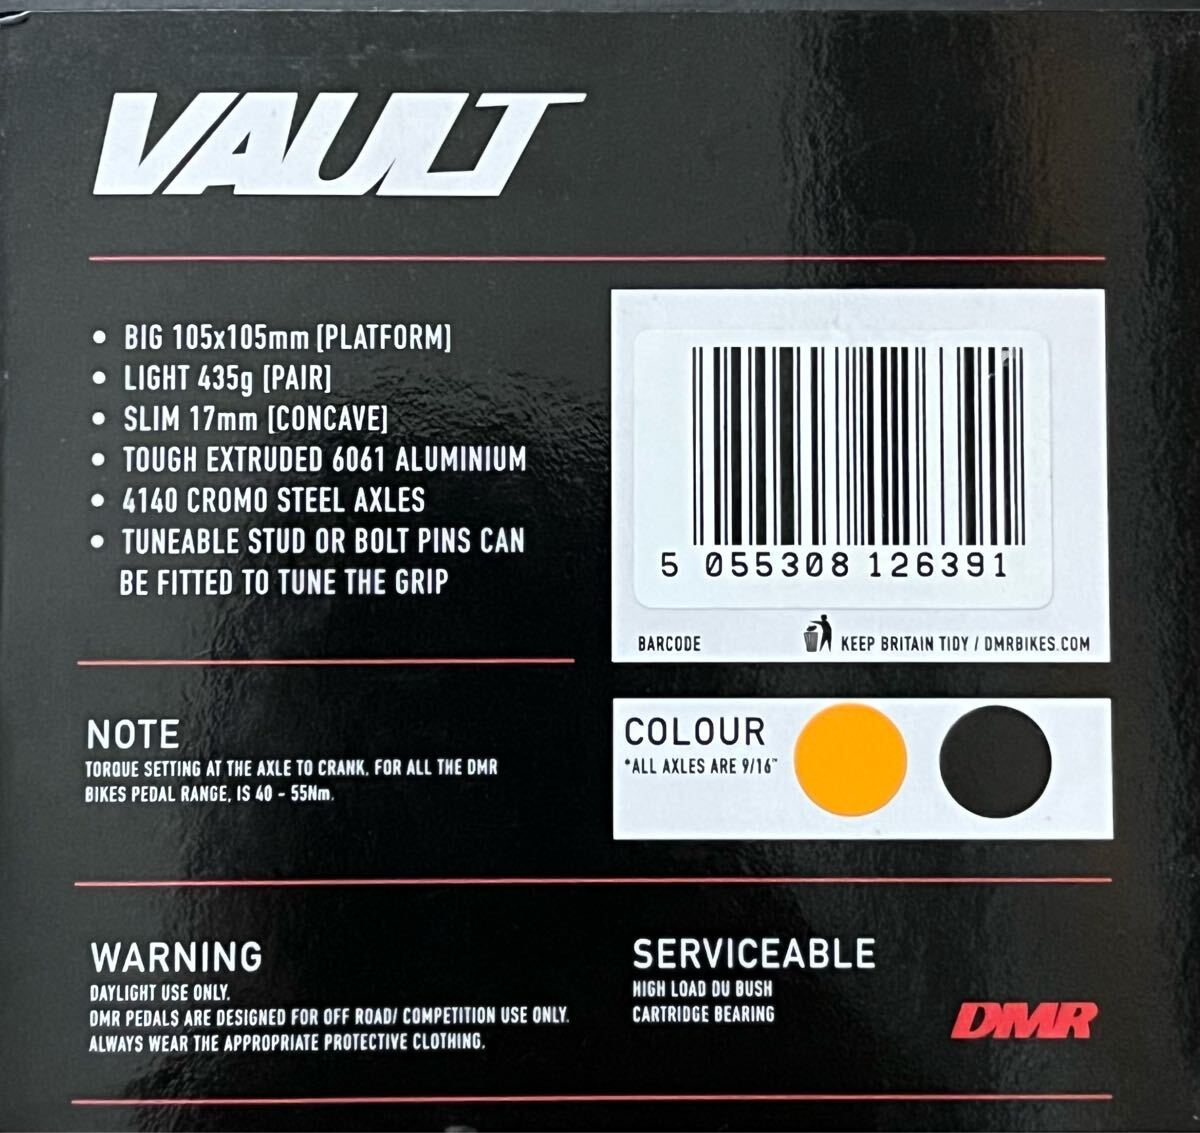 VAULT
• BIG 105x105mm [PLATFORM]
• LIGHT 435g [PAIR]
• SLIM 17mm [CONCAVE]
• TOUGH EXTRUDED 6061 ALUMINIUM
• 4140 CROMO STEEL AXLES
• TUNEABLE STUD OR BOLT PINS CAN
BE FITTED TO TUNE THE GRIP
5 055308 126391
BARCODE
KEEP BRITAIN TIDY / DMRBIKES.COM
NOTE
TORQUE SETTING AT THE AXLE TO CRANK, FOR ALL THE DMR
BIKES PEDAL RANGE, IS 40 - 55Nm.
COLOUR
*ALL AXLES ARE 9/16"
WARNING
DAYLIGHT USE ONLY.
DMR PEDALS ARE DESIGNED FOR OFF ROAD/ COMPETITION USE ONLY.
ALWAYS WEAR THE APPROPRIATE PROTECTIVE CLOTHING.
SERVICEABLE
HIGH LOAD DU BUSH
CARTRIDGE BEARING
DMR